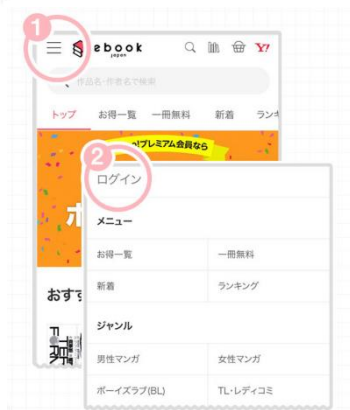 1
ebook
japan
Y!
作品名・作者名で検索
トップ お得一覧 一冊無料 新着 ランキ
o!プレミアム会員なら
2
ログイン
メニュー
お得一覧 一冊無料
新着 ランキング
ジャンル
男性マンガ 女性マンガ
ボーイズラブ(BL) TL・レディコミ
おすす